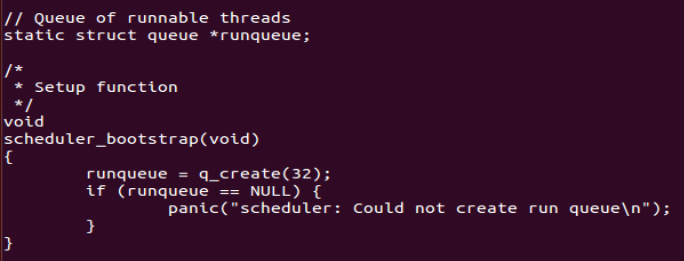 // Queue of runnable threads
static struct queue *runqueue;

/*
 * Setup function
 */
void
scheduler_bootstrap(void)
{
        runqueue = q_create(32);
        if (runqueue == NULL) {
                panic("scheduler: Could not create run queue\n");
        }
}